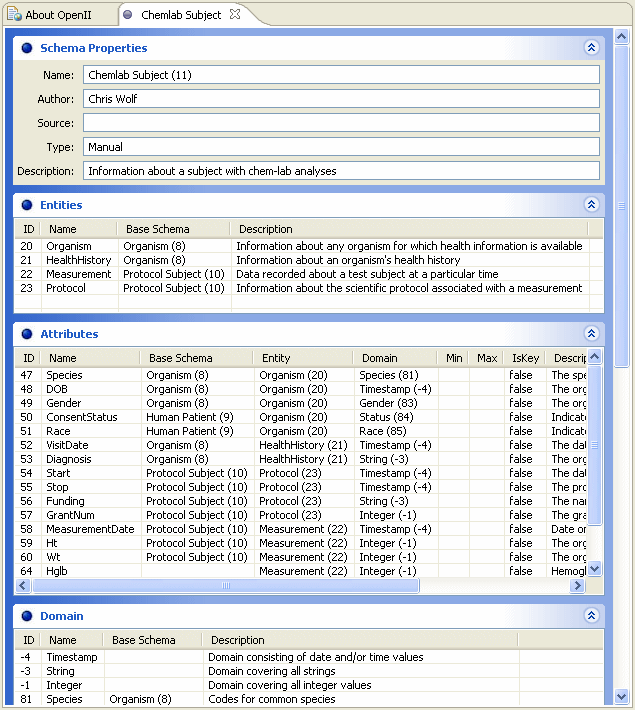 About OpenII Chemlab Subject
Schema Properties
Name: Chemlab Subject (11)
Author: Chris Wolf
Source:
Type: Manual
Description: Information about a subject with chem-lab analyses
Entities
ID Name Base Schema Description
20 Organism Organism (8) Information about any organism for which health information is available
21 HealthHistory Organism (8) Information about an organism's health history
22 Measurement Protocol Subject (10) Data recorded about a test subject at a particular time
23 Protocol Protocol Subject (10) Information about the scientific protocol associated with a measurement
Attributes
ID Name Base Schema Entity Domain Min Max IsKey Descrip
47 Species Organism (8) Organism (20) Species (81) false The spe
48 DOB Organism (8) Organism (20) Timestamp (-4) false The org
49 Gender Organism (8) Organism (20) Gender (83) false The org
50 ConsentStatus Human Patient (9) Organism (20) Status (84) false Indicate
51 Race Human Patient (9) Organism (20) Race (85) false Indicate
52 VisitDate Organism (8) HealthHistory (21) Timestamp (-4) false The dat
53 Diagnosis Organism (8) HealthHistory (21) String (-3) false The org
54 Start Protocol Subject (10) Protocol (23) Timestamp (-4) false The dat
55 Stop Protocol Subject (10) Protocol (23) Timestamp (-4) false The pro
56 Funding Protocol Subject (10) Protocol (23) String (-3) false The nar
57 GrantNum Protocol Subject (10) Protocol (23) Integer (-1) false The gra
58 MeasurementDate Protocol Subject (10) Measurement (22) Timestamp (-4) false Date or
59 Ht Protocol Subject (10) Measurement (22) Integer (-1) false The org
60 Wt Protocol Subject (10) Measurement (22) Integer (-1) false The org
64 Hglb Measurement (22) Integer (-1) false Hemogl
Domain
ID Name Base Schema Description
-4 Timestamp Domain consisting of date and/or time values
-3 String Domain covering all strings
-1 Integer Domain covering all integer values
81 Species Organism (8) Codes for common species